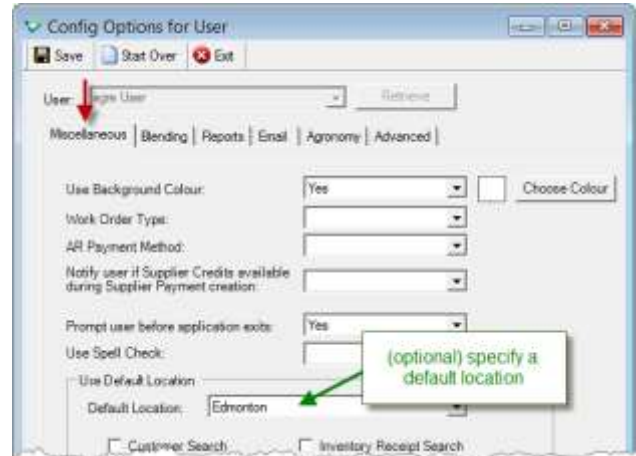 Config Options for User
Save Start Over Exit
User: Agro User Retrieve
Miscellaneous Blending Reports Email Agronomy Advanced
Use Background Colour: Yes Choose Colour
Work Order Type:
AR Payment Method:
Notify user if Supplier Credits available
during Supplier Payment creation:
Prompt user before application exits: Yes
Use Spell Check:
(optional) specify a
default location
Use Default Location
Default Location: Edmonton
Customer Search Inventory Receipt Search